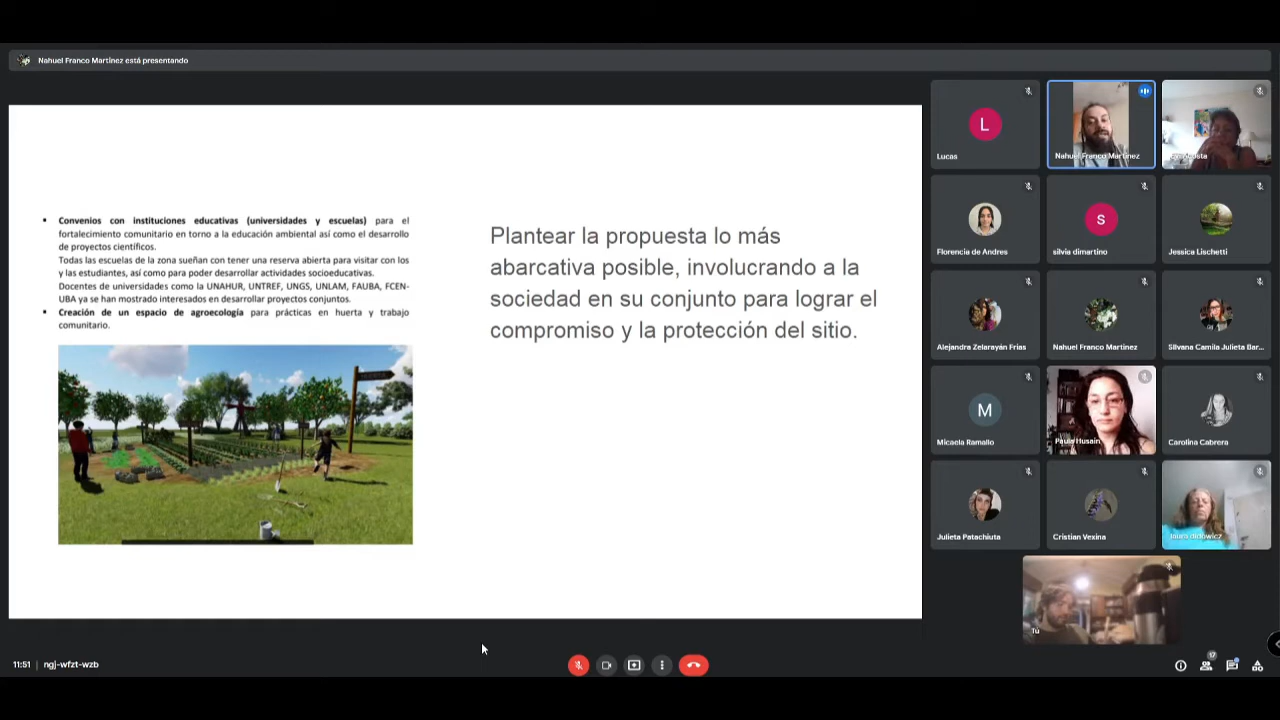 Nahuel Franco Martínez está presentando
Convenios con instituciones educativas (universidades y escuelas) para el
fortalecimiento comunitario en torno a la educación ambiental así como el desarrollo
de proyectos científicos.
Todas las escuelas de la zona sueñan con tener una reserva abierta para visitar con los
y las estudiantes, así como para poder desarrollar actividades socioeducativas.
Docentes de universidades como la UNAHUR, UNTREF, UNGS, UNLAM, FAUBA, FCEN-
UBA ya se han mostrado interesados en desarrollar proyectos conjuntos.
Creación de un espacio de agroecología para prácticas en huerta y trabajo
comunitario.
Plantear la propuesta lo más
abarcativa posible, involucrando a la
sociedad en su conjunto para lograr el
compromiso y la protección del sitio.
L
Lucas
Nahuel Franco Martínez
Acosta
Florencia de Andres
S
silvia dimartino
Jessica Lischetti
Alejandra Zelarayán Frías
Nahuel Franco Martínez
Silvana Camila Julieta Bar...
M
Micaela Ramallo
Paula Husain
Carolina Cabrera
Julieta Patachiuta
Cristian Vexina
laura
Tú
11:51 | ngj-wfzt-wzb
17